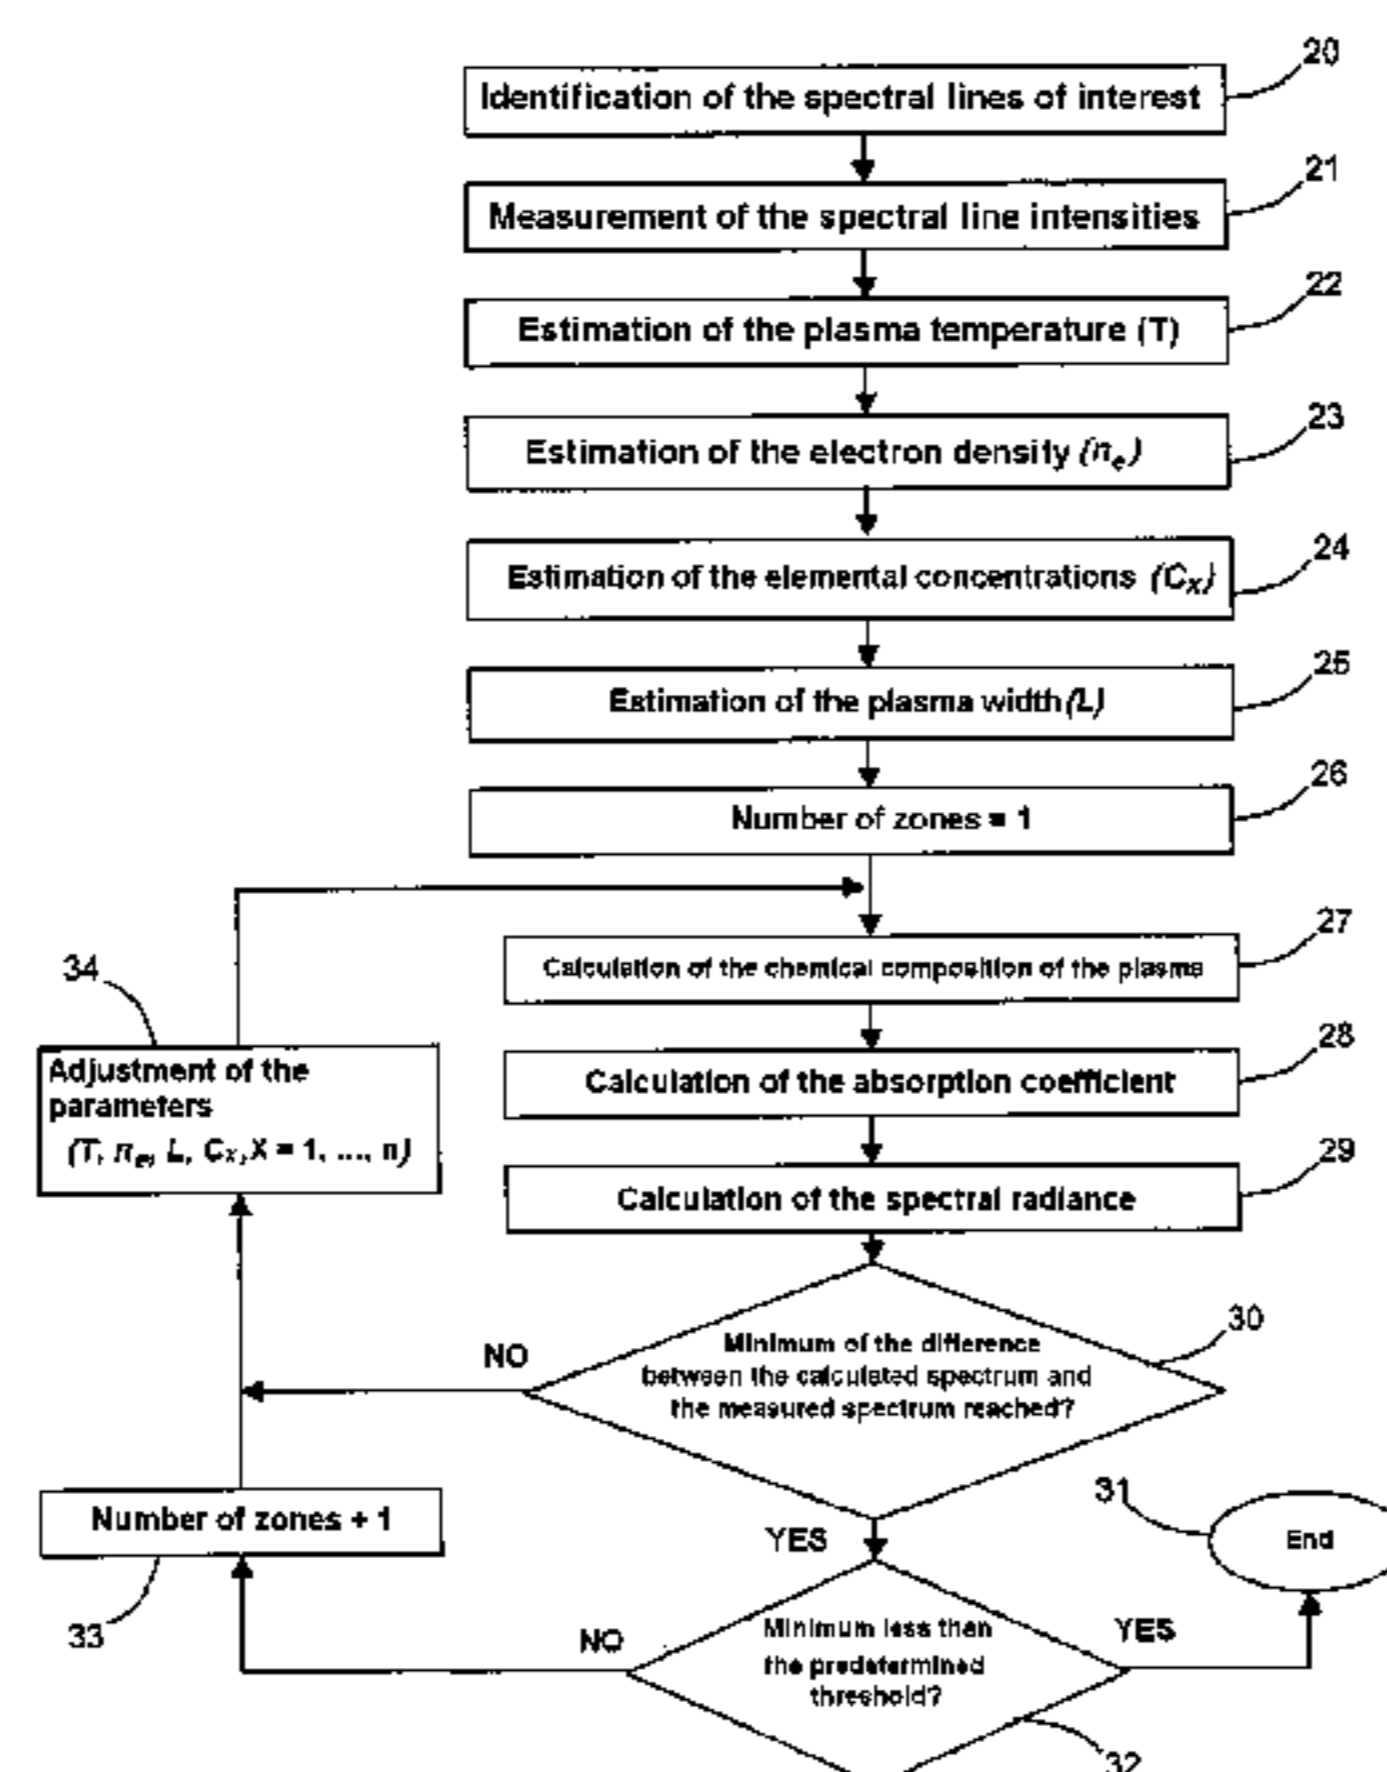 20
Identification of the spectral lines of interest
21
Measurement of the spectral line intensities
22
Estimation of the plasma temperature (T)
23
Estimation of the electron density (nₑ)
24
Estimation of the elemental concentrations (Cₓ)
25
Estimation of the plasma width (L)
26
Number of zones = 1
27
Calculation of the chemical composition of the plasma
34
Adjustment of the
parameters
(T, nₑ, L, Cₓ, X = 1, ..., n)
28
Calculation of the absorption coefficient
29
Calculation of the spectral radiance
30
Minimum of the difference
between the calculated spectrum and
the measured spectrum reached?
NO
YES
31
End
Number of zones + 1
33
NO
Minimum less than
the predetermined
threshold?
YES
32